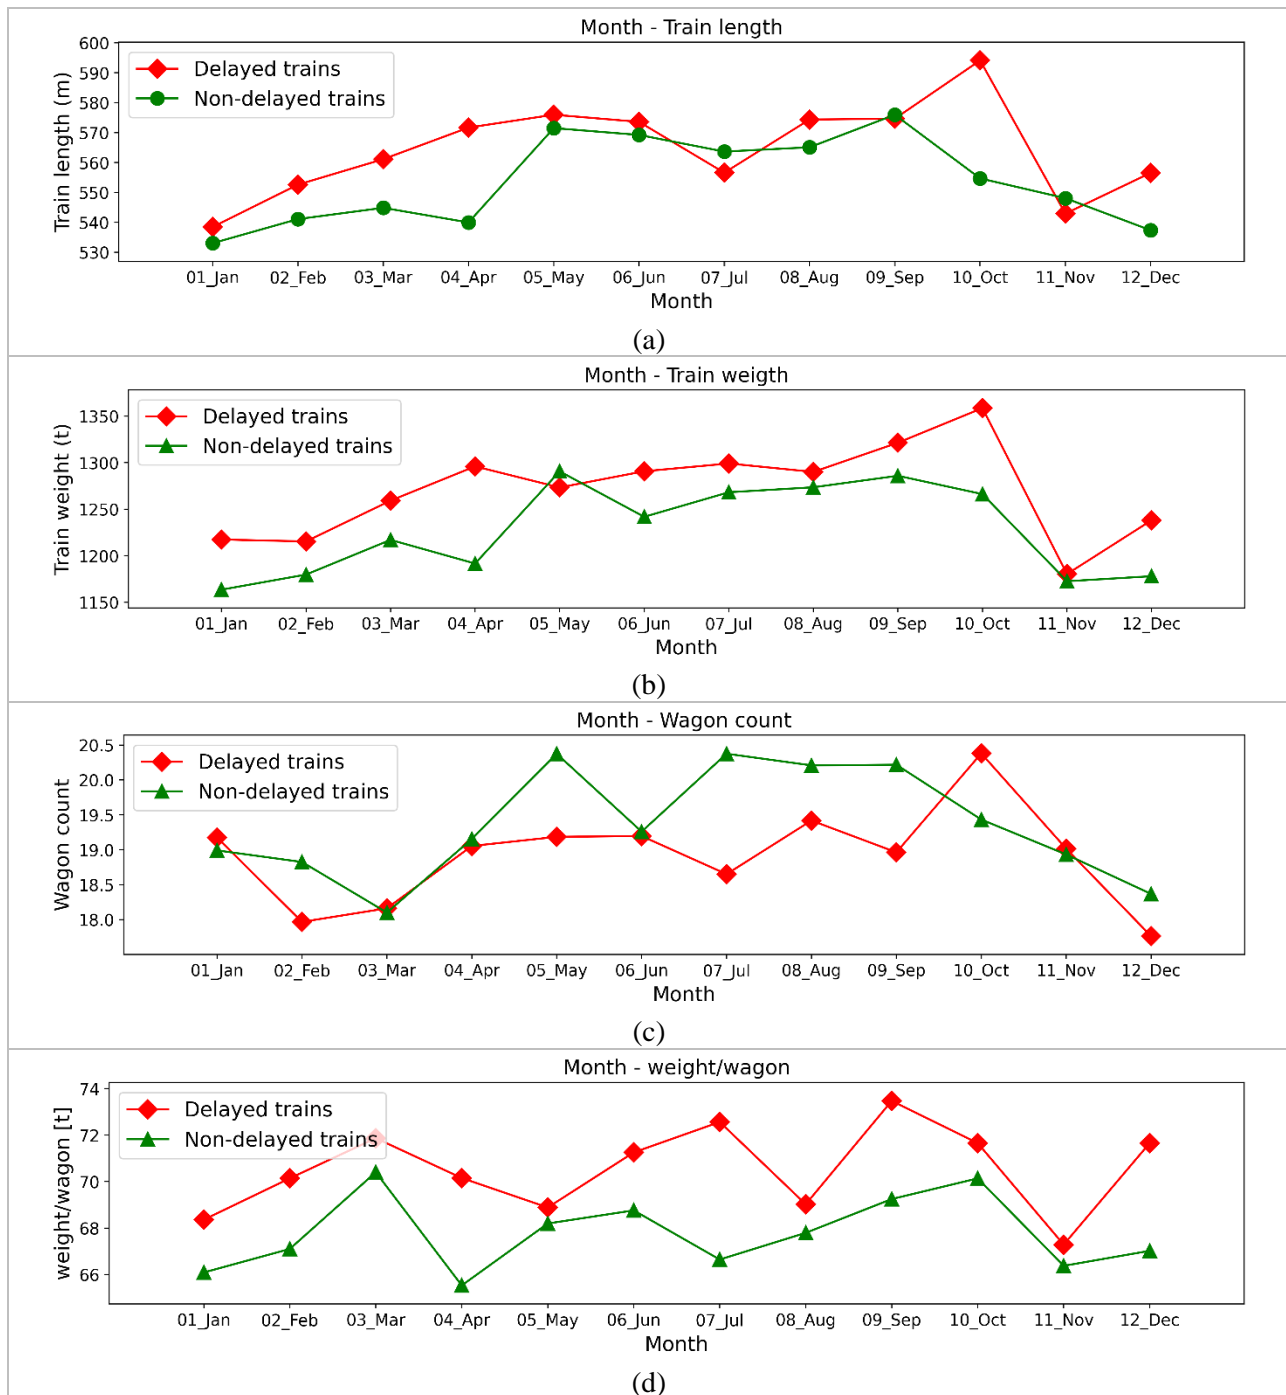 Month - Train length
600
590
580
570
560
550
540
530
Train length (m)
Delayed trains
Non-delayed trains
01_Jan 02_Feb 03_Mar 04_Apr 05_May 06_Jun 07_Jul 08_Aug 09_Sep 10_Oct 11_Nov 12_Dec
Month
(a)
Month - Train weigth
1350
1300
1250
1200
1150
Train weight (t)
Delayed trains
Non-delayed trains
01_Jan 02_Feb 03_Mar 04_Apr 05_May 06_Jun 07_Jul 08_Aug 09_Sep 10_Oct 11_Nov 12_Dec
Month
(b)
Month - Wagon count
20.5
20.0
19.5
19.0
18.5
18.0
Wagon count
Delayed trains
Non-delayed trains
01_Jan 02_Feb 03_Mar 04_Apr 05_May 06_Jun 07_Jul 08_Aug 09_Sep 10_Oct 11_Nov 12_Dec
Month
(c)
Month - weight/wagon
74
72
70
68
66
weight/wagon [t]
Delayed trains
Non-delayed trains
01_Jan 02_Feb 03_Mar 04_Apr 05_May 06_Jun 07_Jul 08_Aug 09_Sep 10_Oct 11_Nov 12_Dec
Month
(d)